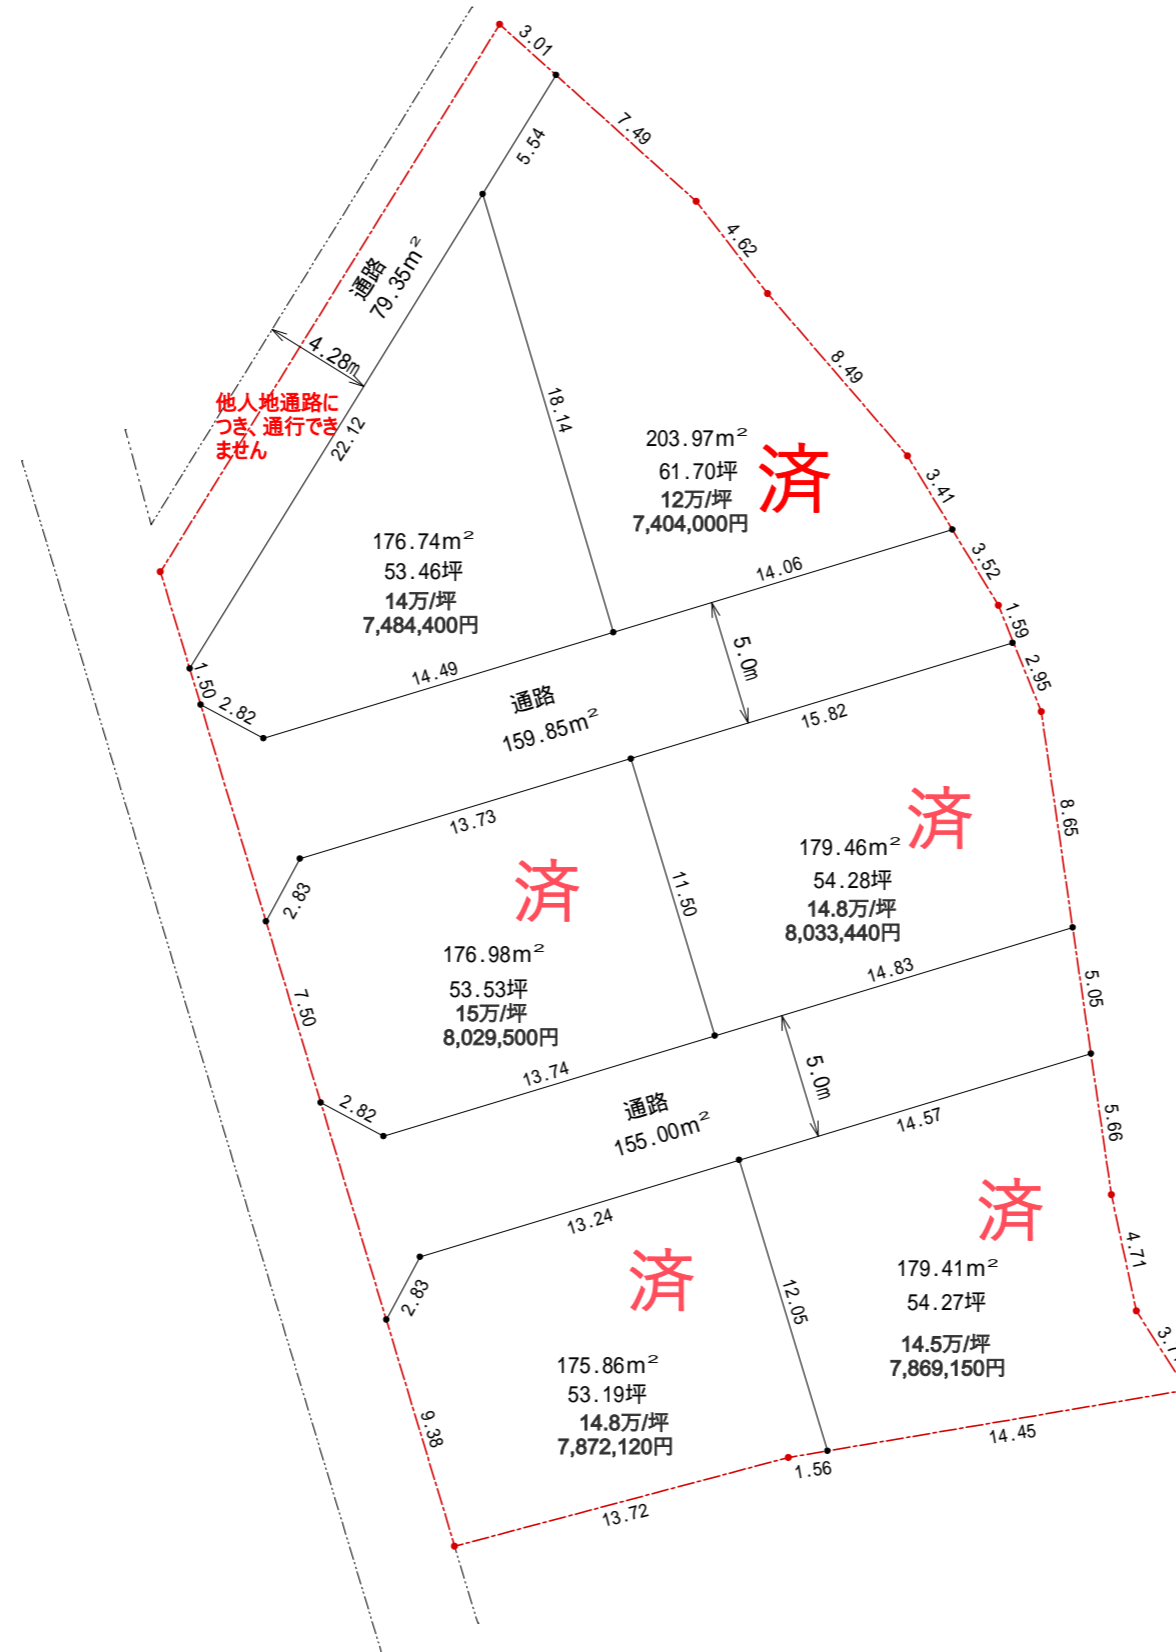 3.01
7.49
5.54
4.62
通路
79.35m²
4.28m
8.49
他人地通路に
つき、通行でき
ません
22.12
18.14
203.97m²
61.70坪
12万/坪
7,404,000円
済
3.41
176.74m²
53.46坪
14万/坪
7,484,400円
14.06
3.52
1.59
1.50
2.82
14.49
5.0m
2.95
通路
159.85m²
15.82
13.73
8.65
済
179.46m²
54.28坪
14.8万/坪
8,033,440円
2.83
済
11.50
176.98m²
53.53坪
15万/坪
8,029,500円
14.83
7.50
5.05
13.74
5.0m
2.82
通路
155.00m²
14.57
5.66
13.24
済
4.71
2.83
済
12.05
179.41m²
54.27坪
14.5万/坪
7,869,150円
175.86m²
53.19坪
14.8万/坪
7,872,120円
9.38
14.45
1.56
13.72